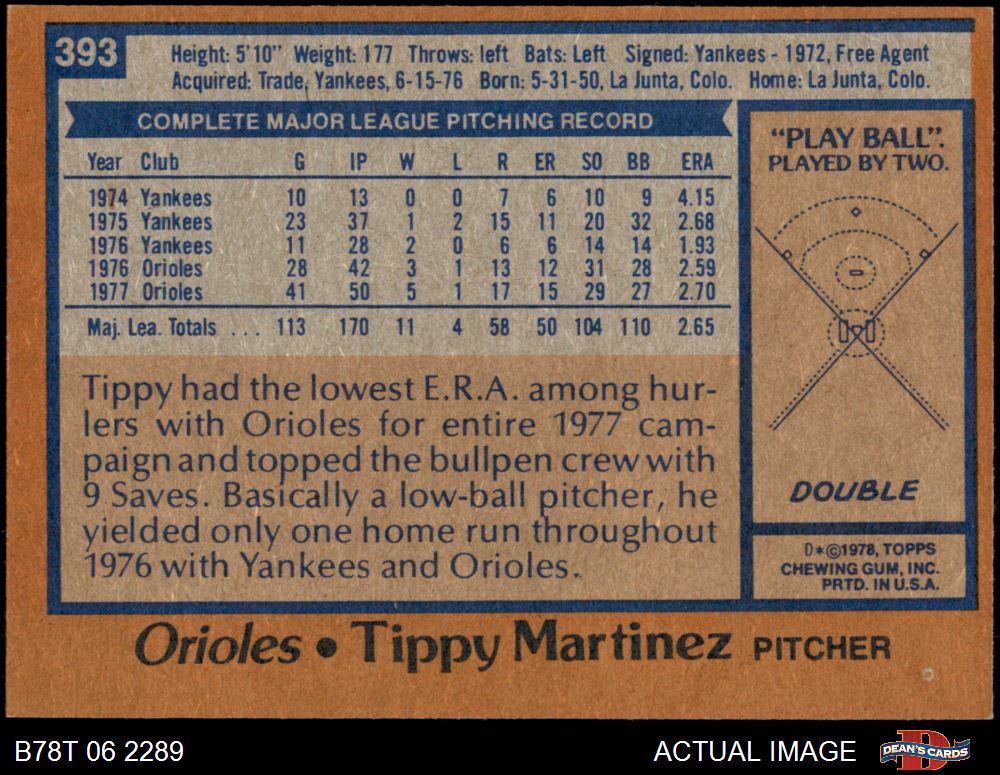 393
Height: 5'10" Weight: 177 Throws: left Bats: Left Signed: Yankees - 1972, Free Agent
Acquired: Trade, Yankees, 6-15-76 Born: 5-31-50, La Junta, Colo. Home: La Junta, Colo.
COMPLETE MAJOR LEAGUE PITCHING RECORD
Year Club G IP W L R ER SO BB ERA
1974 Yankees 10 13 0 0 7 6 10 9 4.15
1975 Yankees 23 37 1 2 15 11 20 32 2.68
1976 Yankees 11 28 2 0 6 6 14 14 1.93
1976 Orioles 28 42 3 1 13 12 31 28 2.59
1977 Orioles 41 50 5 1 17 15 29 27 2.70
Maj. Lea. Totals ... 113 170 11 4 58 50 104 110 2.65
Tippy had the lowest E.R.A. among hur-
lers with Orioles for entire 1977 cam-
paign and topped the bullpen crew with
9 Saves. Basically a low-ball pitcher, he
yielded only one home run throughout
1976 with Yankees and Orioles.
"PLAY BALL".
PLAYED BY TWO.
DOUBLE
D*©1978, TOPPS
CHEWING GUM, INC.
PRTD. IN U.S.A.
Orioles • Tippy Martinez PITCHER
B78T 06 2289
ACTUAL IMAGE
DEAN'S CARDS